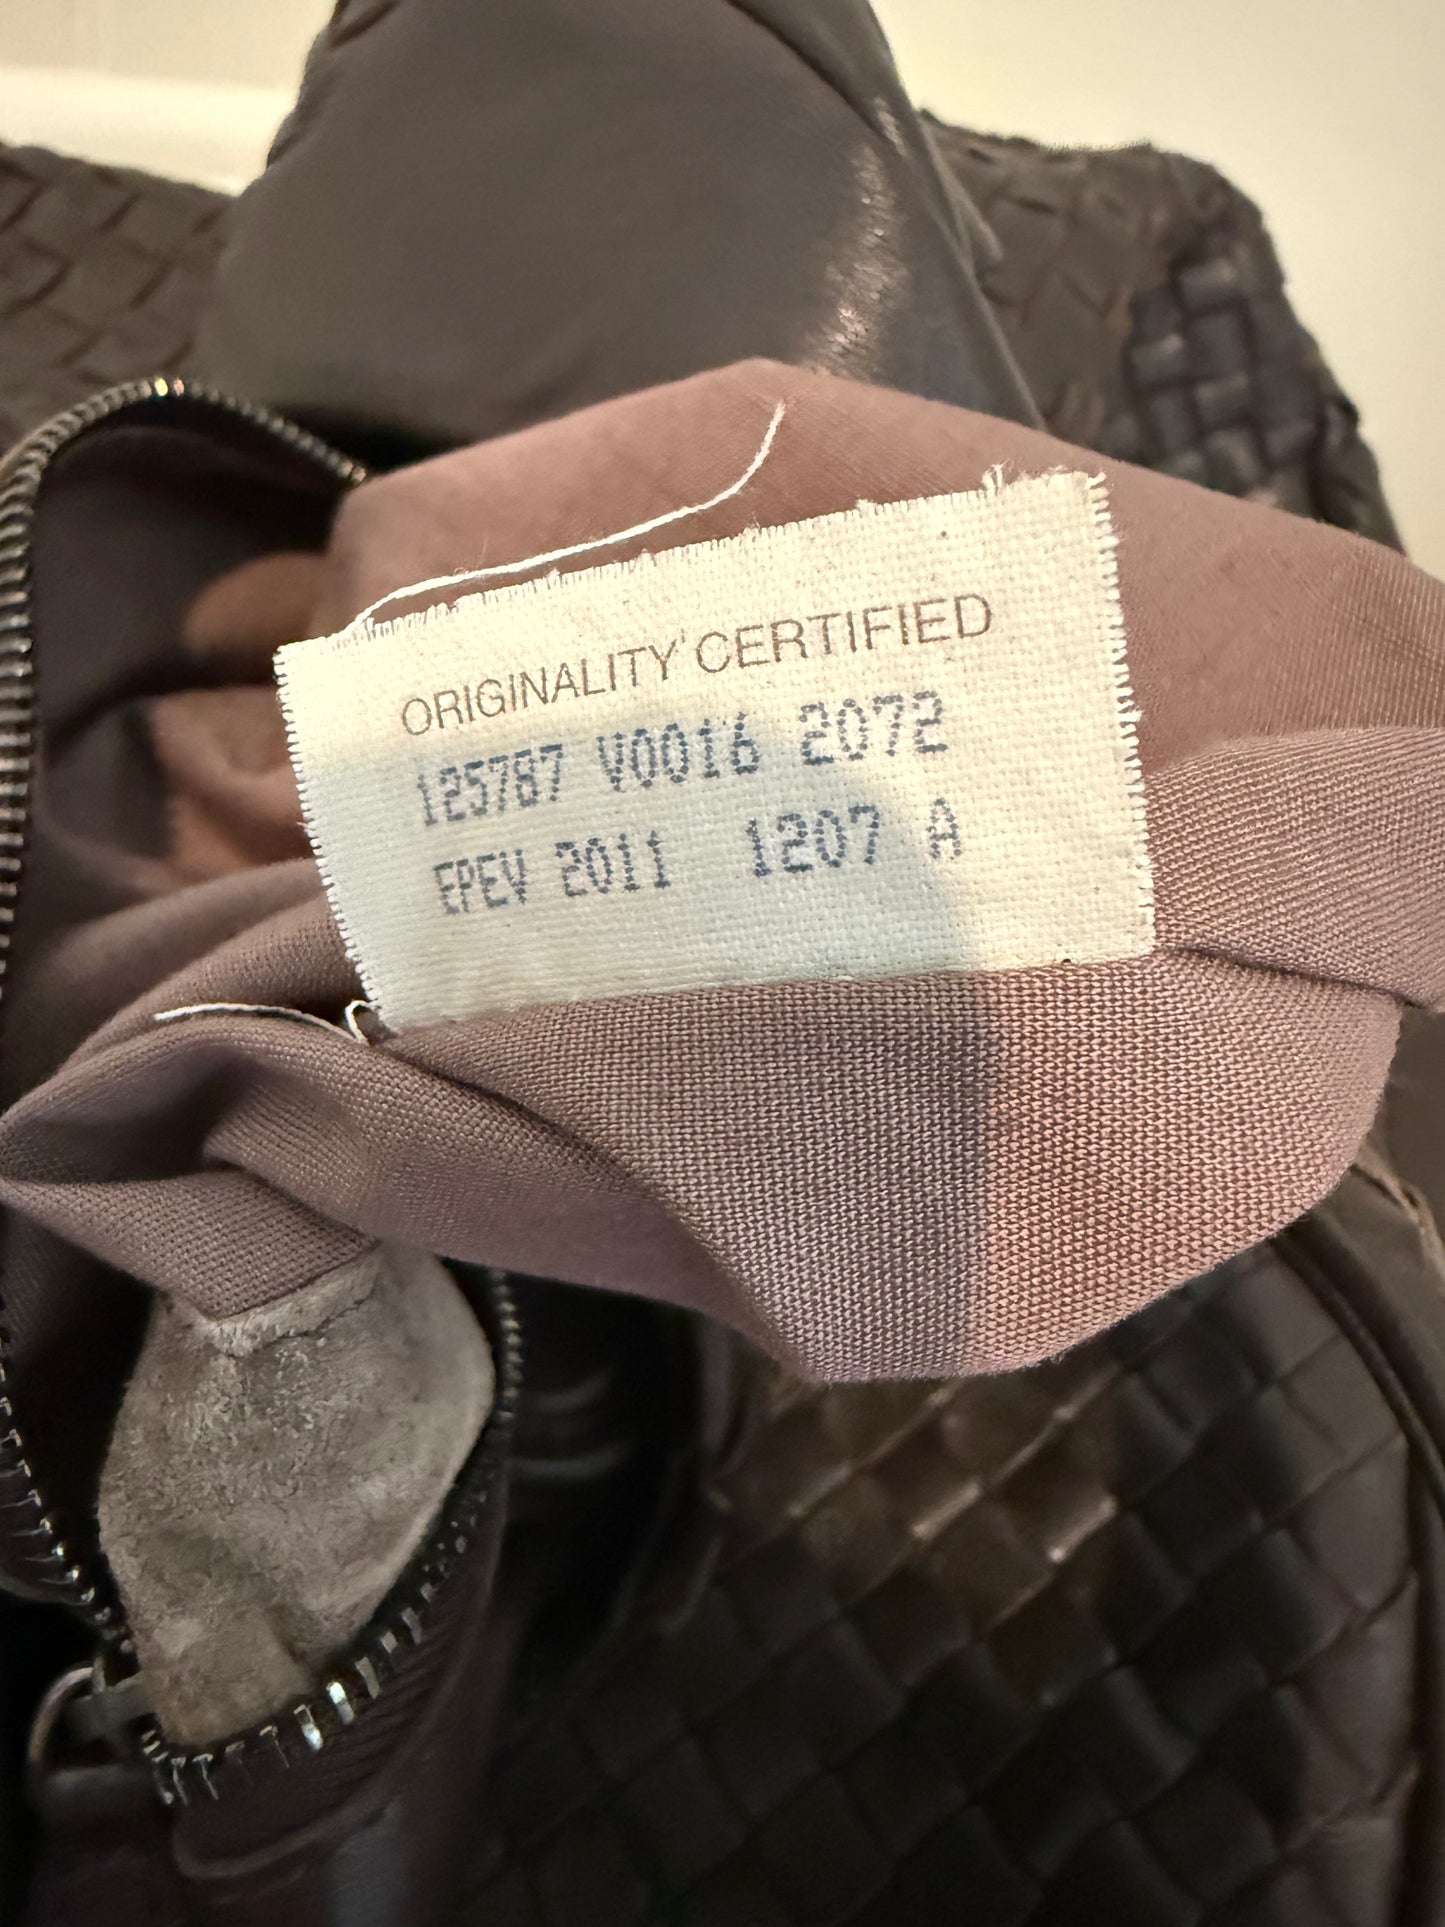 ORIGINALITY CERTIFIED
125787 V0016 2072
EPEV 2011 1207 A